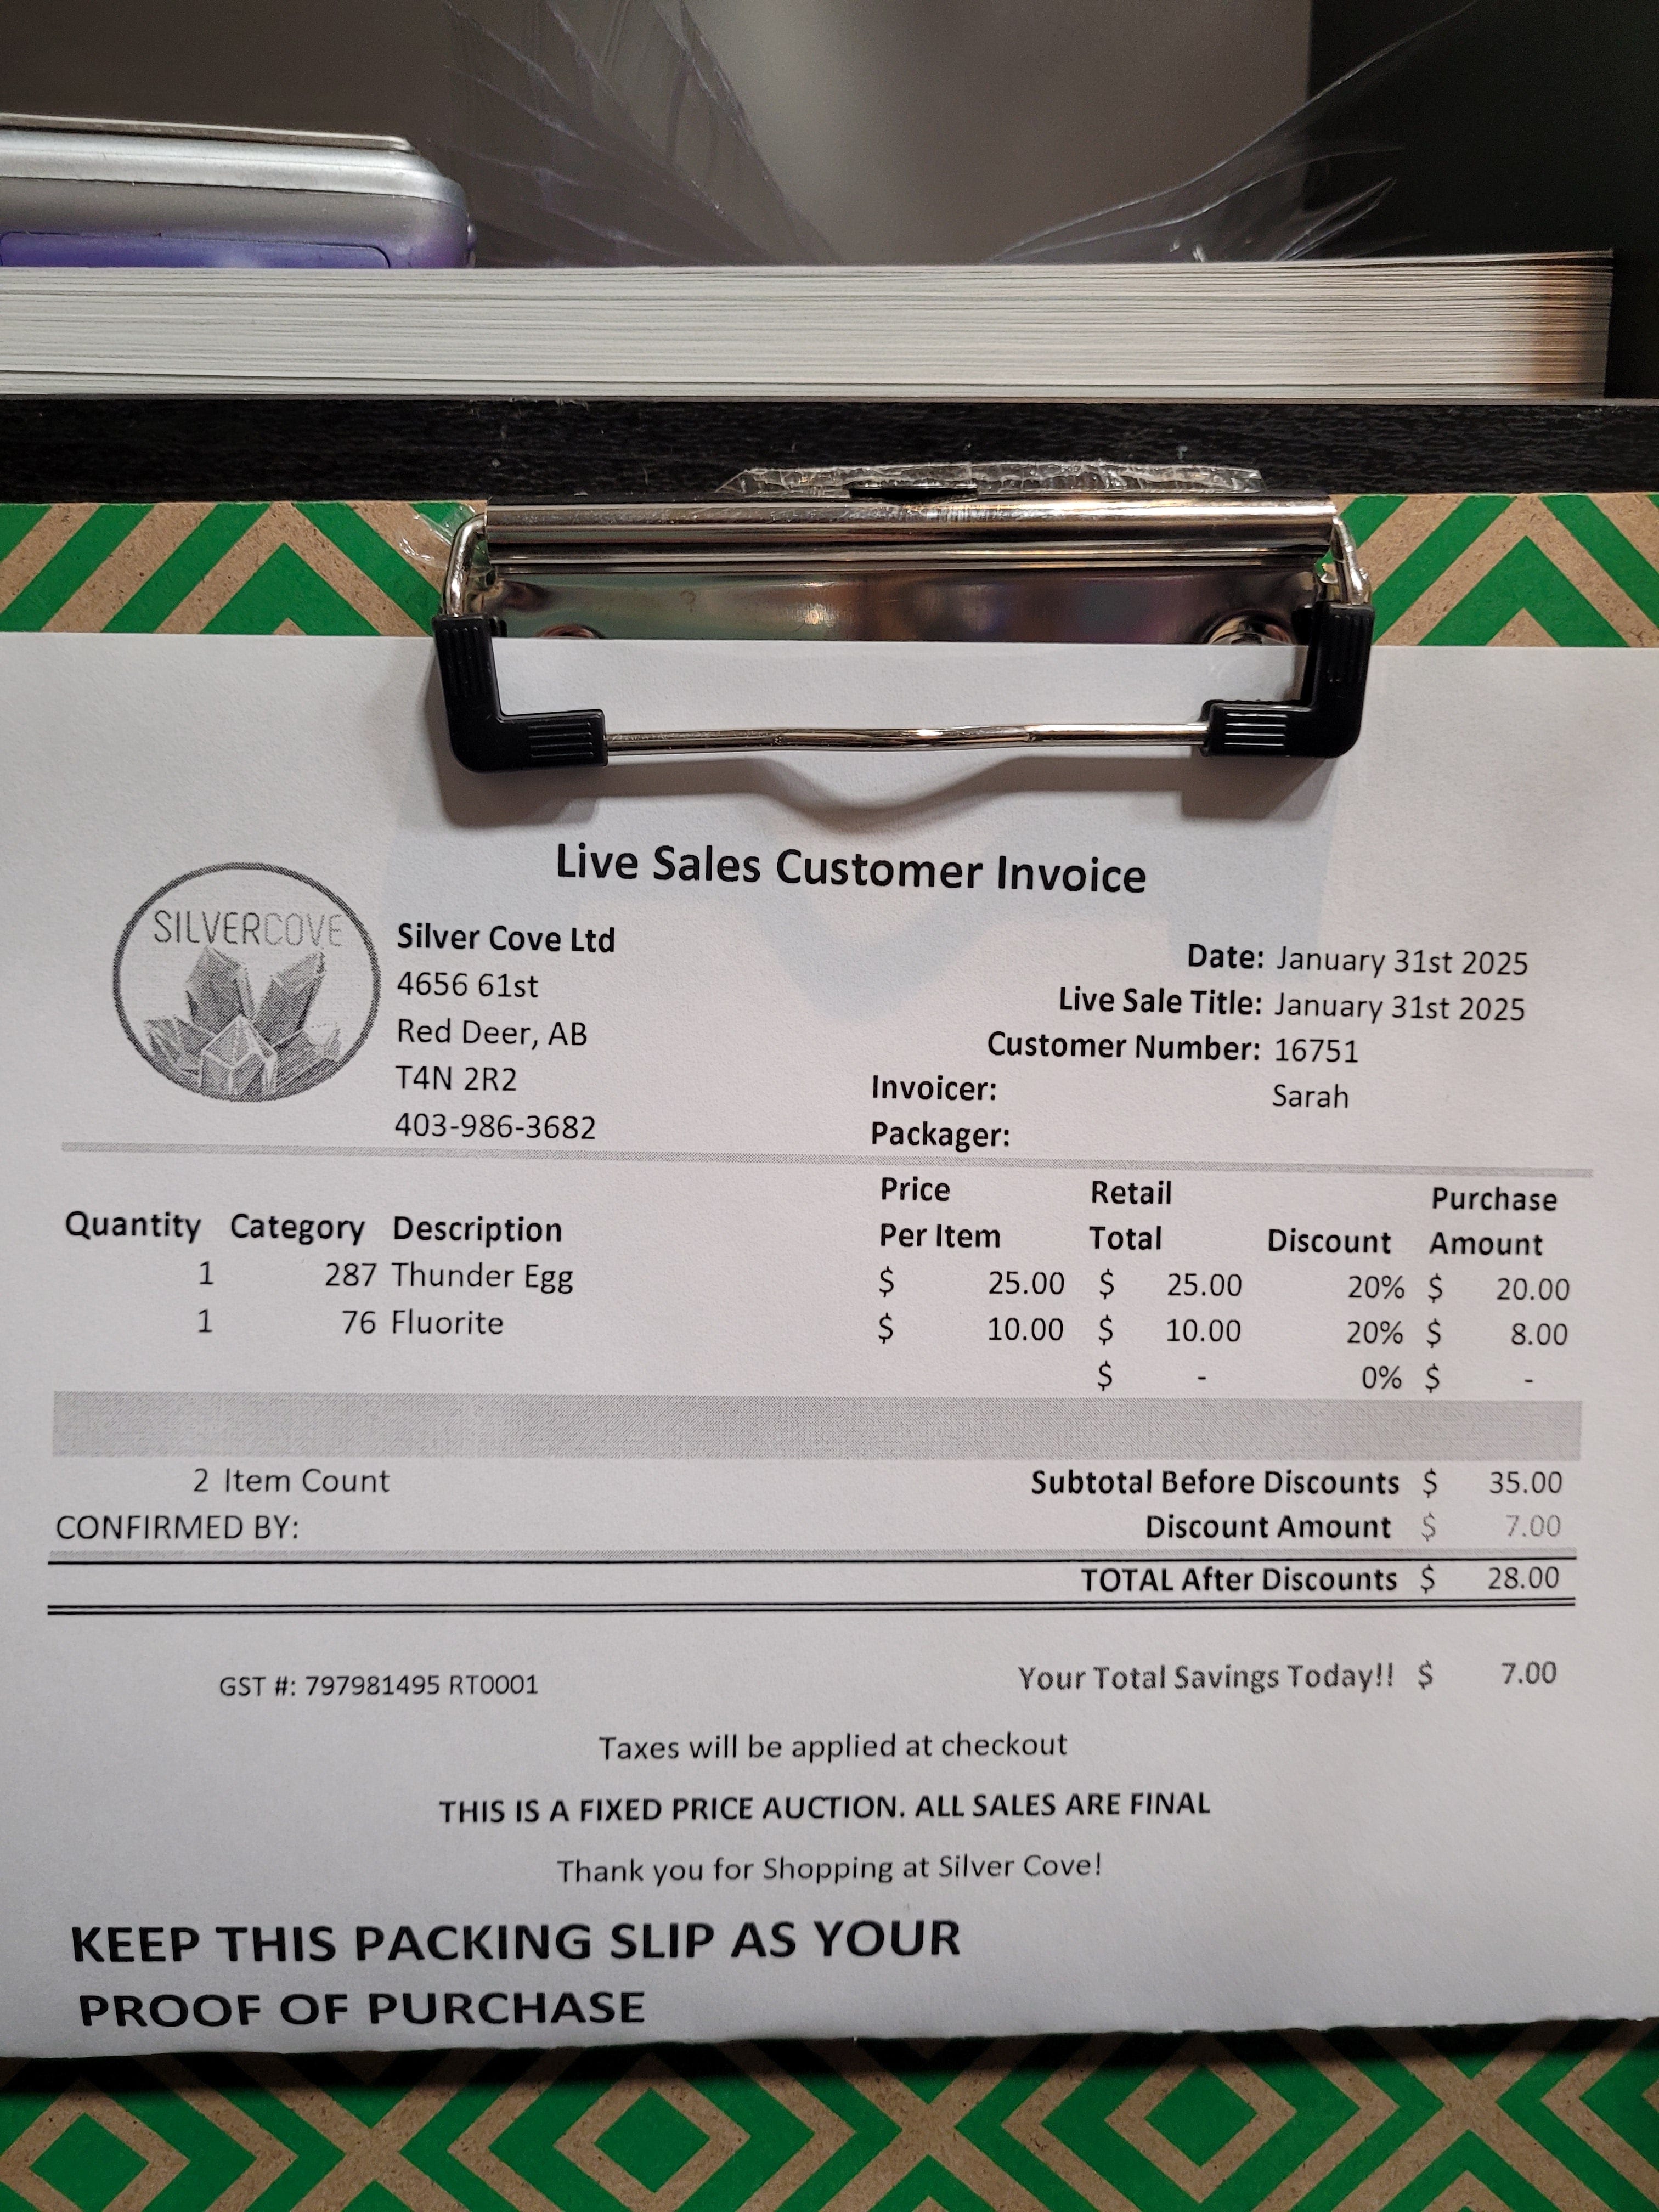 Live Sales Customer Invoice
SILVERCOVE
Silver Cove Ltd
4656 61st
Red Deer, AB
T4N 2R2
403-986-3682
Date: January 31st 2025
Live Sale Title: January 31st 2025
Customer Number: 16751
Invoicer: Sarah
Packager:
Quantity Category Description Price Per Item Retail Total Discount Purchase Amount
1 287 Thunder Egg $ 25.00 $ 25.00 20% $ 20.00
1 76 Fluorite $ 10.00 $ 10.00 20% $ 8.00
$ - 0% $ -
2 Item Count Subtotal Before Discounts $ 35.00
CONFIRMED BY: Discount Amount $ 7.00
TOTAL After Discounts $ 28.00
GST #: 797981495 RT0001 Your Total Savings Today!! $ 7.00
Taxes will be applied at checkout
THIS IS A FIXED PRICE AUCTION. ALL SALES ARE FINAL
Thank you for Shopping at Silver Cove!
KEEP THIS PACKING SLIP AS YOUR
PROOF OF PURCHASE